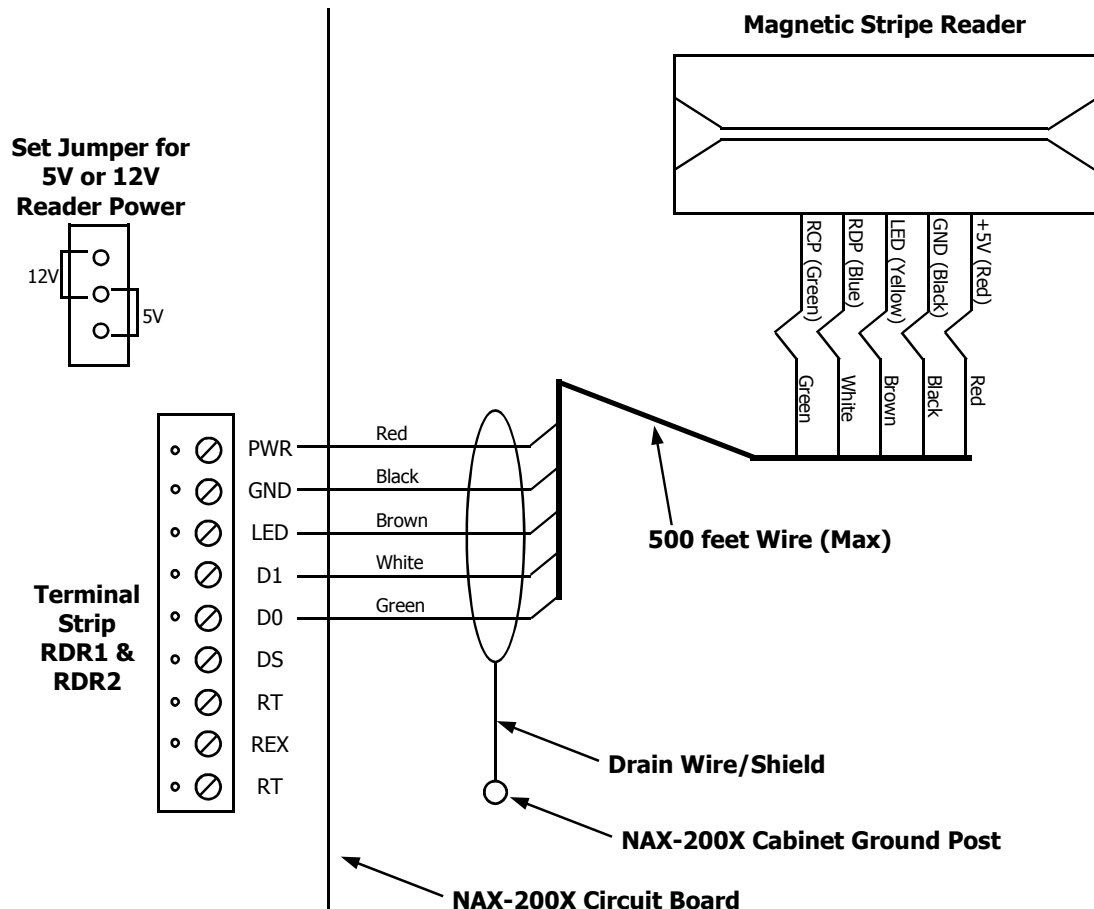 Magnetic Stripe Reader
Set Jumper for
5V or 12V
Reader Power
12V
5V
RCP (Green)
RDP (Blue)
LED (Yellow)
GND (Black)
+5V (Red)
Green
White
Brown
Black
Red
PWR
GND
LED
D1
D0
DS
RT
REX
RT
Red
Black
Brown
White
Green
500 feet Wire (Max)
Terminal
Strip
RDR1 &
RDR2
Drain Wire/Shield
NAX-200X Cabinet Ground Post
NAX-200X Circuit Board